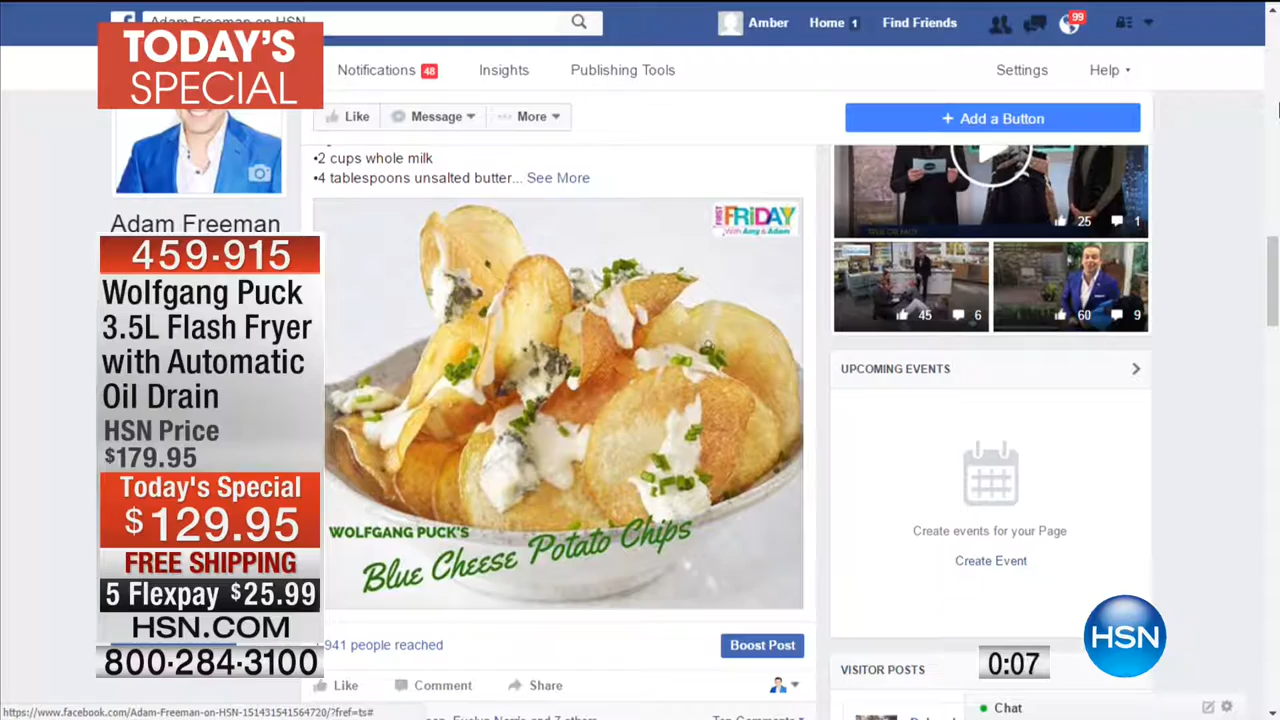 Adam Freeman on HSN
Amber
Home 1
Find Friends
99
TODAY'S
SPECIAL
Notifications 48
Insights
Publishing Tools
Settings
Help
Like
Message
More
+ Add a Button
•2 cups whole milk
•4 tablespoons unsalted butter... See More
Adam Freeman
459-915
Wolfgang Puck
3.5L Flash Fryer
with Automatic
Oil Drain
HSN Price
$179.95
Today's Special
$129.95
FREE SHIPPING
5 Flexpay $25.99
HSN.COM
800-284-3100
FIRST
FRiDAY
With Amy & Adam
WOLFGANG PUCK'S
Blue Cheese Potato Chips
941 people reached
Boost Post
Like
Comment
Share
25
1
45
6
60
9
UPCOMING EVENTS
Create events for your Page
Create Event
HSN
0:07
VISITOR POSTS
Chat
https://www.facebook.com/Adam-Freeman-on-HSN-151431541564720/?fref=ts#